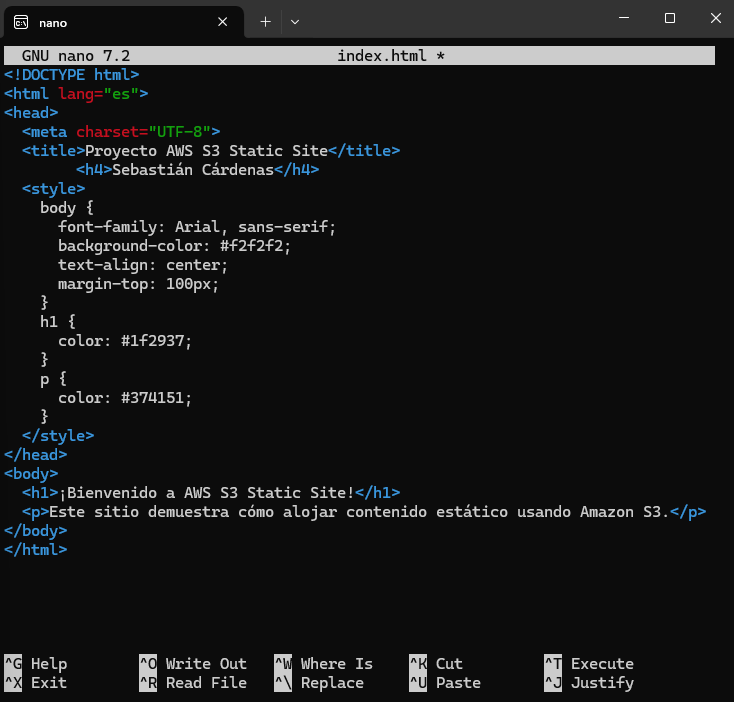 nano
GNU nano 7.2 index.html *
<!DOCTYPE html>
<html lang="es">
<head>
  <meta charset="UTF-8">
  <title>Proyecto AWS S3 Static Site</title>
        <h4>Sebastián Cárdenas</h4>
  <style>
    body {
      font-family: Arial, sans-serif;
      background-color: #f2f2f2;
      text-align: center;
      margin-top: 100px;
    }
    h1 {
      color: #1f2937;
    }
    p {
      color: #374151;
    }
  </style>
</head>
<body>
  <h1>¡Bienvenido a AWS S3 Static Site!</h1>
  <p>Este sitio demuestra cómo alojar contenido estático usando Amazon S3.</p>
</body>
</html>
^G Help ^O Write Out ^W Where Is ^K Cut ^T Execute
^X Exit ^R Read File ^\ Replace ^U Paste ^J Justify